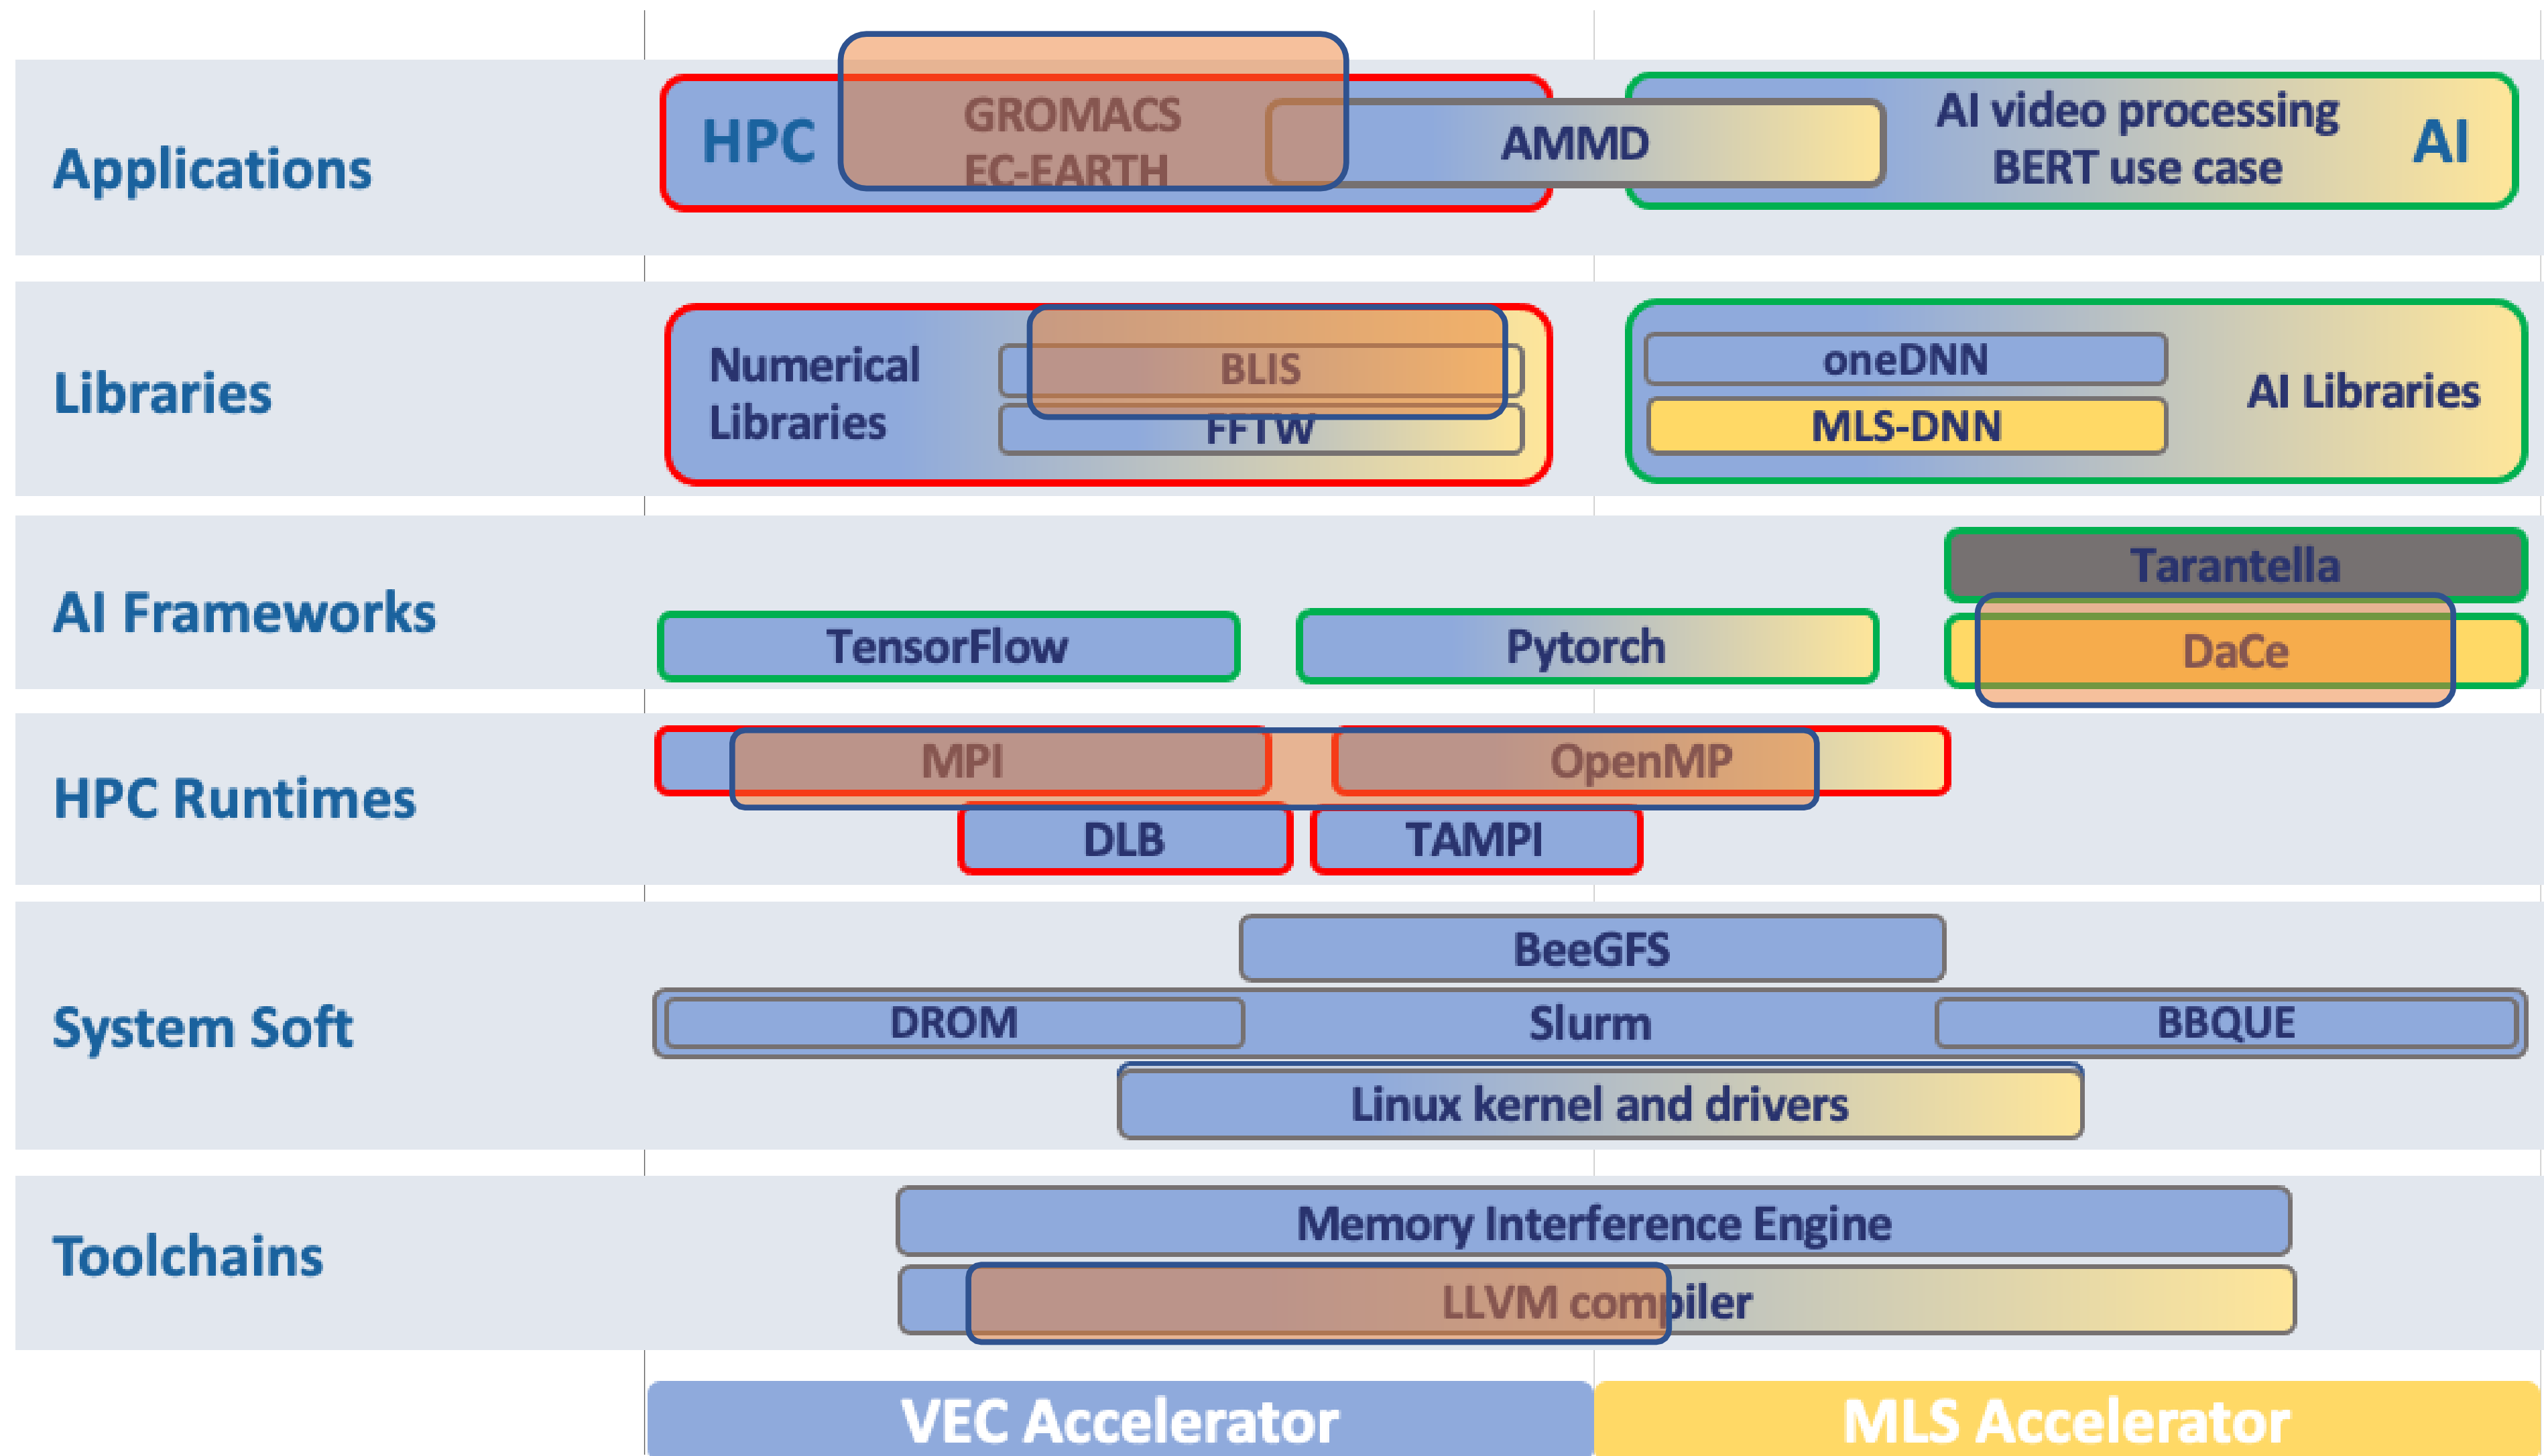 Applications
HPC
GROMACS
EC-EARTH
AMMD
AI video processing
BERT use case
AI
Libraries
Numerical
Libraries
BLIS
FFTW
oneDNN
MLS-DNN
AI Libraries
AI Frameworks
TensorFlow
Pytorch
Tarantella
DaCe
HPC Runtimes
MPI
OpenMP
DLB
TAMPI
System Soft
BeeGFS
DROM
Slurm
BBQUE
Linux kernel and drivers
Toolchains
Memory Interference Engine
LLVM compiler
VEC Accelerator
MLS Accelerator